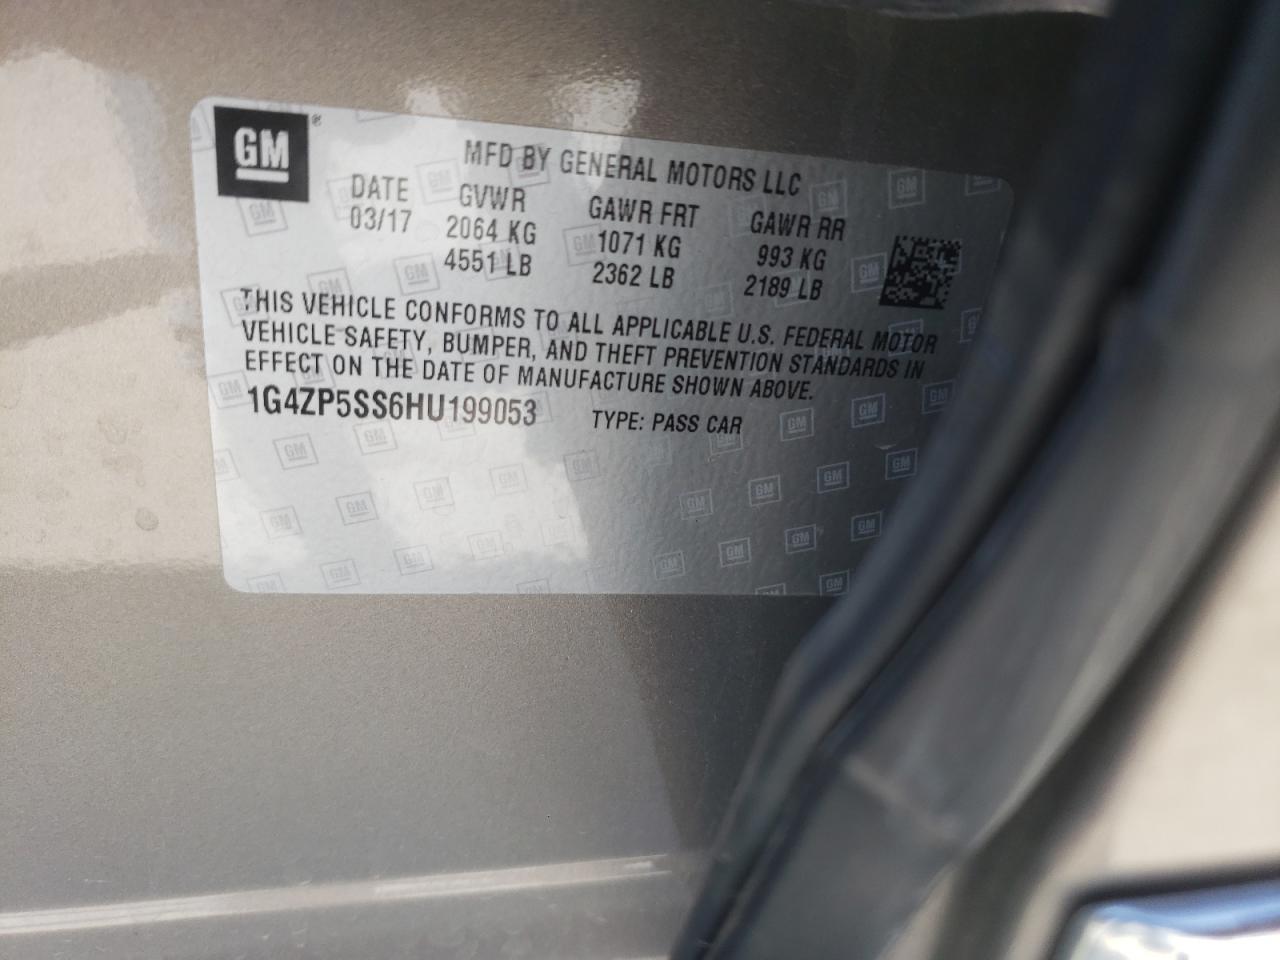 GM®
MFD BY GENERAL MOTORS LLC
DATE GVWR GAWR FRT GAWR RR
03/17 2064 KG 1071 KG 993 KG
4551 LB 2362 LB 2189 LB
THIS VEHICLE CONFORMS TO ALL APPLICABLE U.S. FEDERAL MOTOR
VEHICLE SAFETY, BUMPER, AND THEFT PREVENTION STANDARDS IN
EFFECT ON THE DATE OF MANUFACTURE SHOWN ABOVE.
1G4ZP5SS6HU199053 TYPE: PASS CAR